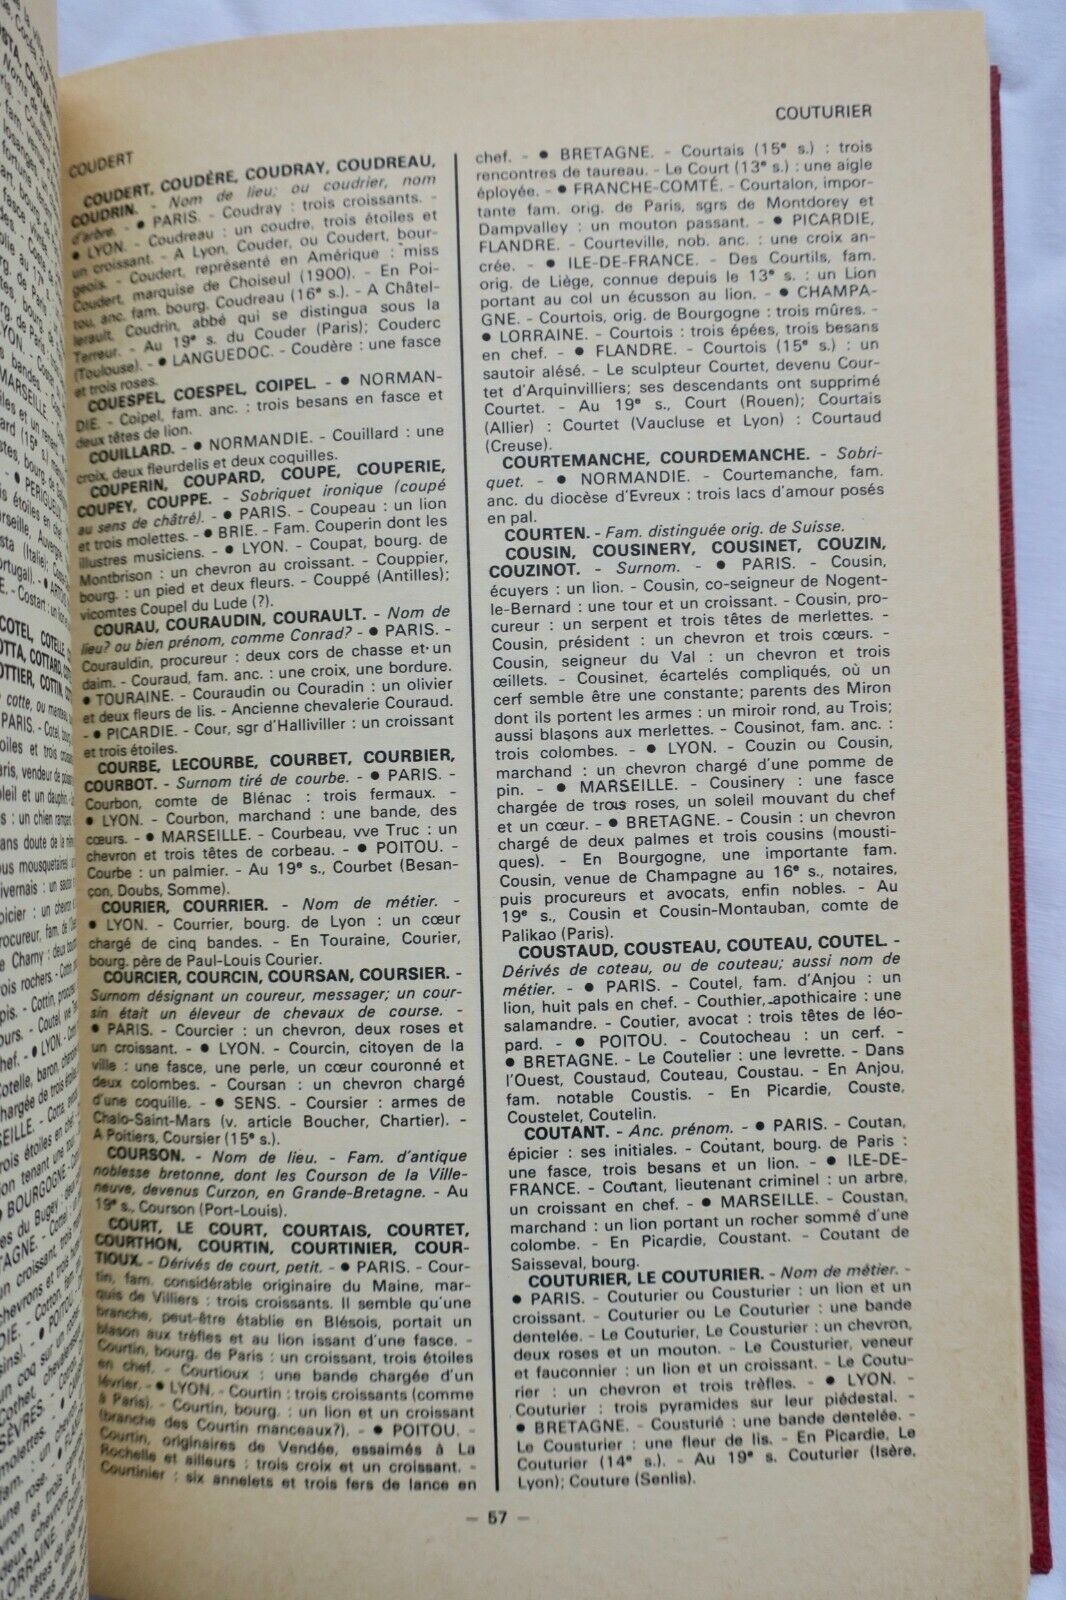 COUDERT
COUTURIER
COUDERT, COUDÈRE, COUDRAY, COUDREAU,
COUDRIN. - Nom de lieu; ou coudrier, nom
d'arbre. - ● PARIS. - Coudray : trois croissants. -
● LYON. - Coudreau : un coudre, trois étoiles et
un croissant. - A Lyon, Couder, ou Coudert, bour-
geois. - Coudert, représenté en Amérique : miss
Coudert, marquise de Choiseul (1900). - En Poi-
tou, anc. fam. bourg. Coudreau (16e s.). - A Châtel-
lerault, Coudrin, abbé qui se distingua sous la
Terreur. - Au 19e s. du Couder (Paris); Couderc
(Toulouse). - ● LANGUEDOC. - Coudère : une fasce
et trois roses.
COUESPEL, COESPEL, COIPEL. - ● NORMAN-
DIE. - Coipel, fam. anc. : trois besans en fasce et
deux têtes de lion.
COUILLARD. - ● NORMANDIE. - Couillard : une
croix, deux fleurdelis et deux coquilles.
COUPERIN, COUPARD, COUPE, COUPERIE,
COUPEY, COUPPE. - Sobriquet ironique (coupé
au sens de châtré). - ● PARIS. - Coupeau : un lion
et trois molettes. - ● BRIE. - Fam. Couperin dont les
illustres musiciens. - ● LYON. - Coupat, bourg. de
Montbrison : un chevron au croissant. - Couppier,
bourg. : un pied et deux fleurs. - Couppé (Antilles);
vicomtes Coupel du Lude (?).
COURAU, COURAUDIN, COURAULT. - Nom de
lieu? ou bien prénom, comme Conrad? - ● PARIS. -
Courauldin, procureur : deux cors de chasse et un
daim. - Couraud, fam. anc. : une croix, une bordure.
● TOURAINE. - Couraudin ou Couradin : un olivier
et deux fleurs de lis. - Ancienne chevalerie Couraud.
- ● PICARDIE. - Cour, sgr d'Halliviller : un croissant
et trois étoiles.
COURBE, LECOURBE, COURBET, COURBIER,
COURBOT. - Surnom tiré de courbe. - ● PARIS. -
Courbon, comte de Blénac : trois fermaux. -
● LYON. - Courbon, marchand : une bande, des
cœurs. - ● MARSEILLE. - Courbeau, vve Truc : un
chevron et trois têtes de corbeau. - ● POITOU. -
Courbe : un palmier. - Au 19e s., Courbet (Besan-
çon, Doubs, Somme).
COURIER, COURRIER. - Nom de métier. -
● LYON. - Courrier, bourg. de Lyon : un cœur
chargé de cinq bandes. - En Touraine, Courier,
bourg. père de Paul-Louis Courier.
COURCIER, COURCIN, COURSAN, COURSIER. -
Surnom désignant un coureur, messager; un cour-
sin était un éleveur de chevaux de course. -
● PARIS. - Courcier : un chevron, deux roses et
un croissant. - ● LYON. - Courcin, citoyen de la
ville : une fasce, une perle, un cœur couronné et
deux colombes. - Coursan : un chevron chargé
d'une coquille. - ● SENS. - Coursier : armes de
Chalo-Saint-Mars (v. article Boucher, Chartier). -
A Poitiers, Coursier (15e s.).
COURSON. - Nom de lieu. - Fam. d'antique
noblesse bretonne, dont les Courson de la Ville-
neuve, devenus Curzon, en Grande-Bretagne. - Au
19e s., Courson (Port-Louis).
COURT, LE COURT, COURTAIS, COURTET,
COURTHON, COURTIN, COURTINIER, COUR-
TIOUX. - Dérivés de court, petit. - ● PARIS. - Cour-
tin, fam. considérable originaire du Maine, mar-
quis de Villiers : trois croissants. Il semble qu'une
branche, peut-être établie en Blésois, portait un
blason aux trèfles et au lion issant d'une fasce. -
Courtin, bourg. de Paris : un croissant, trois étoiles
en chef. - Courtioux : une bande chargée d'un
lévrier. - ● LYON. - Courtin : trois croissants (comme
à Paris). - Courtin, bourg. : un lion et un croissant
(branche des Courtin manceaux?). - ● POITOU. -
Courtin, originaires de Vendée, essaimés à La
Rochelle et ailleurs : trois croix et un croissant. -
Courtinier : six annelets et trois fers de lance en
chef. - ● BRETAGNE. - Courtais (15e s.) : trois
rencontres de taureau. - Le Court (13e s.) : une aigle
éployée. - ● FRANCHE-COMTÉ. - Courtalon, impor-
tante fam. orig. de Paris, sgrs de Montdorey et
Dampvalley : un mouton passant. - ● PICARDIE,
FLANDRE. - Courteville, nob. anc. : une croix an-
crée. - ● ILE-DE-FRANCE. - Des Courtils, fam.
orig. de Liège, connue depuis le 13e s. : un Lion
portant au col un écusson au lion. - ● CHAMPA-
GNE. - Courtois, orig. de Bourgogne : trois mûres. -
● LORRAINE. - Courtois : trois épées, trois besans
en chef. - ● FLANDRE. - Courtois (15e s.) : un
sautoir alésé. - Le sculpteur Courtet, devenu Cour-
tet d'Arquinvilliers; ses descendants ont supprimé
Courtet. - Au 19e s., Court (Rouen); Courtais
(Allier) : Courtet (Vaucluse et Lyon) : Courtaud
(Creuse).
COURTEMANCHE, COURDEMANCHE. - Sobri-
quet. - ● NORMANDIE. - Courtemanche, fam.
anc. du diocèse d'Evreux : trois lacs d'amour posés
en pal.
COURTEN. - Fam. distinguée orig. de Suisse.
COUSIN, COUSINERY, COUSINET, COUZIN,
COUZINOT. - Surnom. - ● PARIS. - Cousin,
écuyers : un lion. - Cousin, co-seigneur de Nogent-
le-Bernard : une tour et un croissant. - Cousin, pro-
cureur : un serpent et trois têtes de merlettes. -
Cousin, président : un chevron et trois cœurs. -
Cousin, seigneur du Val : un chevron et trois
œillets. - Cousinet, écartelés compliqués, où un
cerf semble être une constante; parents des Miron
dont ils portent les armes : un miroir rond, au Trois;
aussi blasons aux merlettes. - Cousinot, fam. anc. :
trois colombes. - ● LYON. - Couzin ou Cousin,
marchand : un chevron chargé d'une pomme de
pin. - ● MARSEILLE. - Cousinery : une fasce
chargée de trois roses, un soleil mouvant du chef
et un cœur. - ● BRETAGNE. - Cousin : un chevron
chargé de deux palmes et trois cousins (mousti-
ques). - En Bourgogne, une importante fam.
Cousin, venue de Champagne au 16e s., notaires,
puis procureurs et avocats, enfin nobles. - Au
19e s., Cousin et Cousin-Montauban, comte de
Palikao (Paris).
COUSTAUD, COUSTEAU, COUTEAU, COUTEL. -
Dérivés de coteau, ou de couteau; aussi nom de
métier. - ● PARIS. - Coutel, fam. d'Anjou : un
lion, huit pals en chef. - Couthier, apothicaire : une
salamandre. - Coutier, avocat : trois têtes de léo-
pard. - ● POITOU. - Coutocheau : un cerf. -
● BRETAGNE. - Le Coutelier : une levrette. - Dans
l'Ouest, Coustaud, Couteau, Coustau. - En Anjou,
fam. notable Coustis. - En Picardie, Couste,
Coustelet, Coutelin.
COUTANT. - Anc. prénom. - ● PARIS. - Coutan,
épicier : ses initiales. - Coutant, bourg. de Paris :
une fasce, trois besans et un lion. - ● ILE-DE-
FRANCE. - Coutant, lieutenant criminel : un arbre,
un croissant en chef. - ● MARSEILLE. - Coustan,
marchand : un lion portant un rocher sommé d'une
colombe. - En Picardie, Coustant. - Coutant de
Saisseval, bourg.
COUTURIER, LE COUTURIER. - Nom de métier. -
● PARIS. - Couturier ou Cousturier : un lion et un
croissant. - Couturier ou Le Couturier : une bande
dentelée. - Le Couturier, Le Cousturier : un chevron,
deux roses et un mouton. - Le Cousturier, veneur
et fauconnier : un lion et un croissant. - Le Coutu-
rier : un chevron et trois trèfles. - ● LYON. -
Couturier : trois pyramides sur leur piédestal. -
● BRETAGNE. - Cousturié : une bande dentelée. -
Le Cousturier : une fleur de lis. - En Picardie, Le
Couturier (14e s.). - Au 19e s. Couturier (Isère,
Lyon); Couture (Senlis).
- 57 -